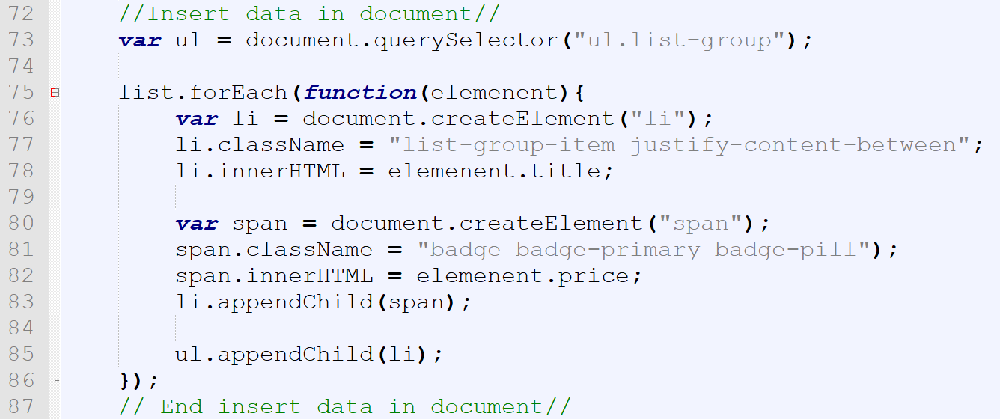 72 //Insert data in document//
73 var ul = document.querySelector("ul.list-group");
74
75 list.forEach(function(elemenent){
76 var li = document.createElement("li");
77 li.className = "list-group-item justify-content-between";
78 li.innerHTML = elemenent.title;
79
80 var span = document.createElement("span");
81 span.className = "badge badge-primary badge-pill");
82 span.innerHTML = elemenent.price;
83 li.appendChild(span);
84
85 ul.appendChild(li);
86 });
87 // End insert data in document//